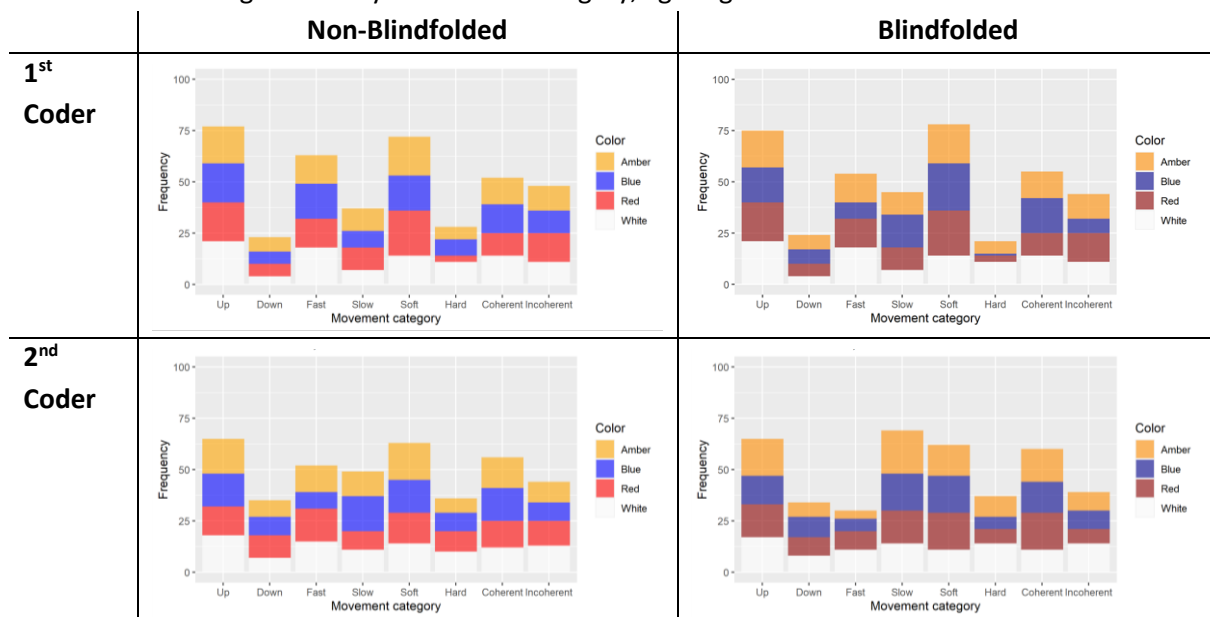 Non-Blindfolded
Blindfolded
1st
Coder
100
75
50
25
0
Frequency
Up Down Fast Slow Soft Hard Coherent Incoherent
Movement category
Color
Amber
Blue
Red
White
100
75
50
25
0
Frequency
Up Down Fast Slow Soft Hard Coherent Incoherent
Movement category
Color
Amber
Blue
Red
White
2nd
Coder
100
75
50
25
0
Frequency
Up Down Fast Slow Soft Hard Coherent Incoherent
Movement category
Color
Amber
Blue
Red
White
100
75
50
25
0
Frequency
Up Down Fast Slow Soft Hard Coherent Incoherent
Movement category
Color
Amber
Blue
Red
White